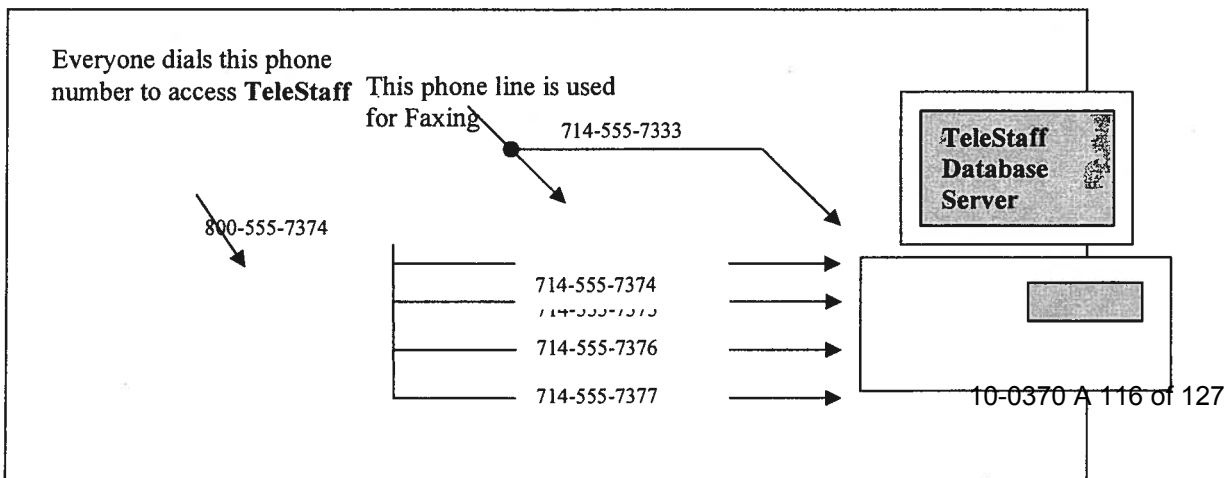 Everyone dials this phone
number to access TeleStaff
This phone line is used
for Faxing
714-555-7333
TeleStaff
Database
Server
800-555-7374
714-555-7374
714-555-7376
714-555-7377
10-0370 A 116 of 127